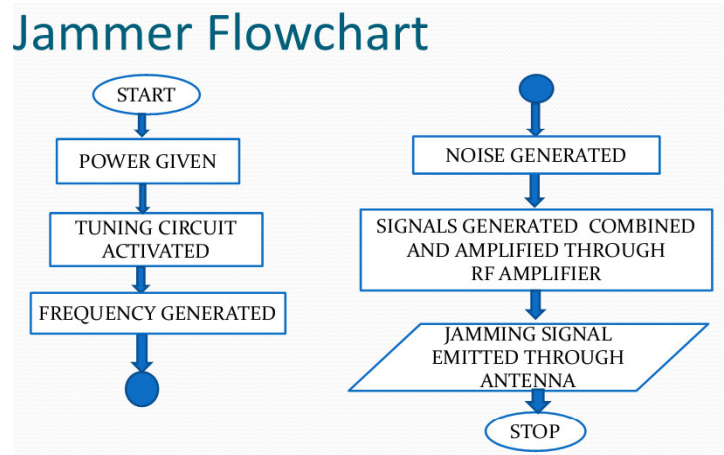 Jammer Flowchart
START
POWER GIVEN
TUNING CIRCUIT
ACTIVATED
FREQUENCY GENERATED
NOISE GENERATED
SIGNALS GENERATED COMBINED
AND AMPLIFIED THROUGH
RF AMPLIFIER
JAMMING SIGNAL
EMITTED THROUGH
ANTENNA
STOP